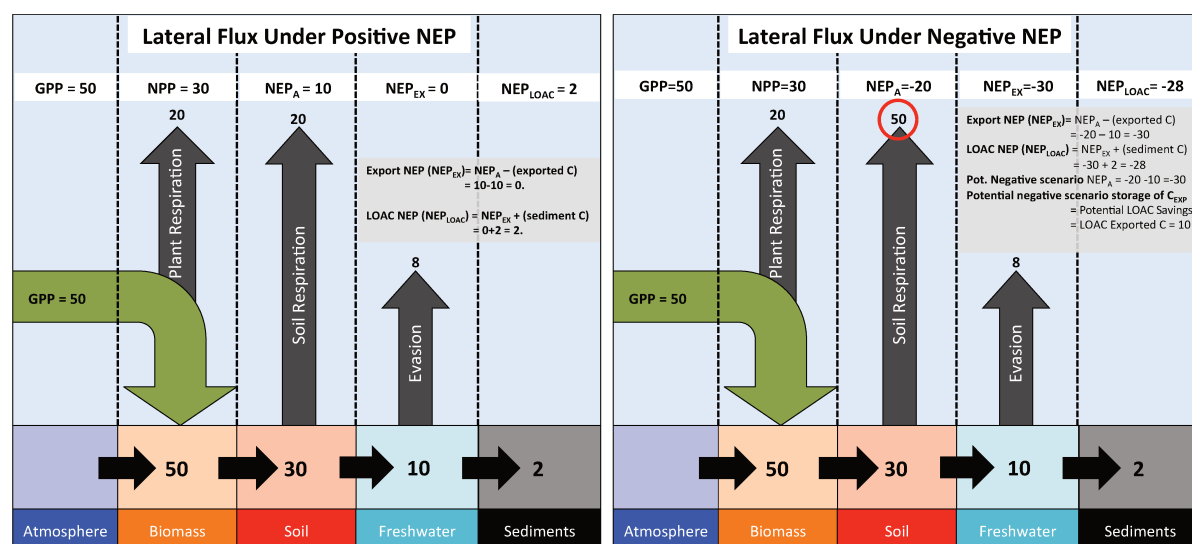 Lateral Flux Under Positive NEP
GPP = 50
NPP = 30
NEPA = 10
NEPEX = 0
NEPLOAC = 2
20
20
Export NEP (NEPEX)= NEPA – (exported C)
= 10-10 = 0.
LOAC NEP (NEPLOAC) = NEPEX + (sediment C)
= 0+2 = 2.
Plant Respiration
Soil Respiration
8
Evasion
GPP = 50
50
30
10
2
Atmosphere
Biomass
Soil
Freshwater
Sediments
Lateral Flux Under Negative NEP
GPP=50
NPP=30
NEPA=-20
NEPEX=-30
NEPLOAC= -28
20
50
Export NEP (NEPEX)= NEPA – (exported C)
= -20 – 10 = -30
LOAC NEP (NEPLOAC) = NEPEX + (sediment C)
= -30 + 2 = -28
Pot. Negative scenario NEPA = -20 -10 =-30
Potential negative scenario storage of CEXP
= Potential LOAC Savings
= LOAC Exported C = 10
Plant Respiration
Soil Respiration
8
Evasion
GPP = 50
50
30
10
2
Atmosphere
Biomass
Soil
Freshwater
Sediments